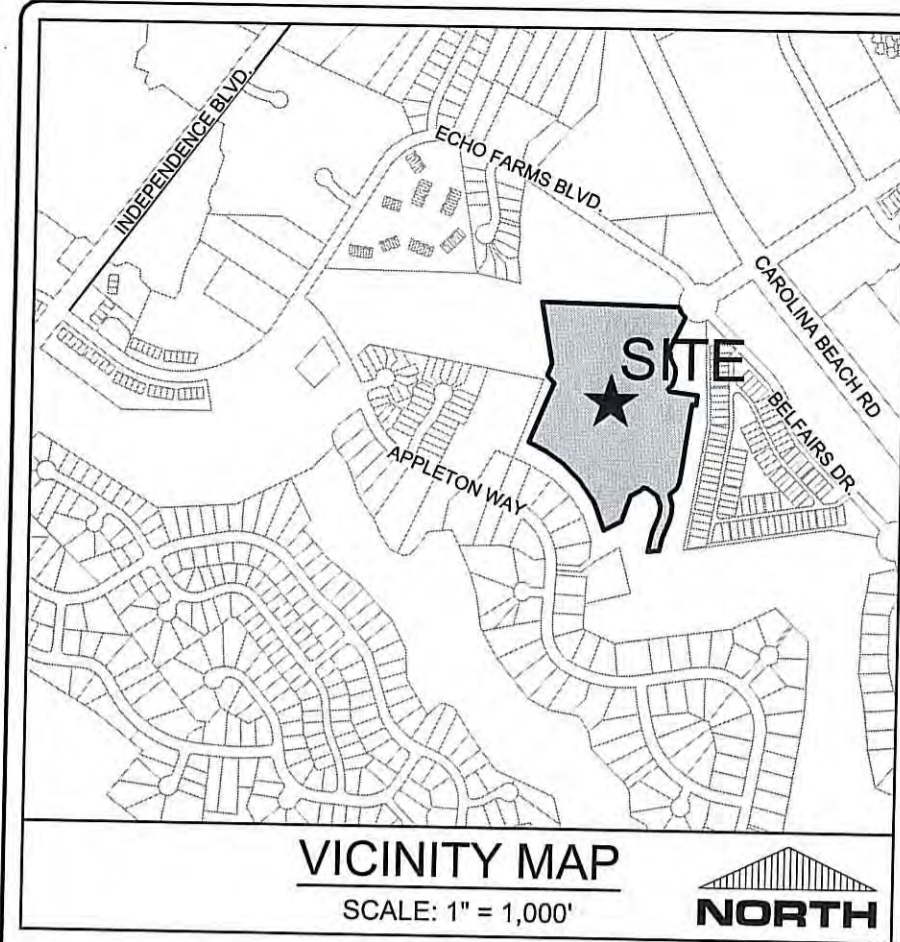 INDEPENDENCE BLVD.
ECHO FARMS BLVD.
CAROLINA BEACH RD
SITE
BELFAIRS DR.
APPLETON WAY
VICINITY MAP
SCALE: 1" = 1,000'
NORTH